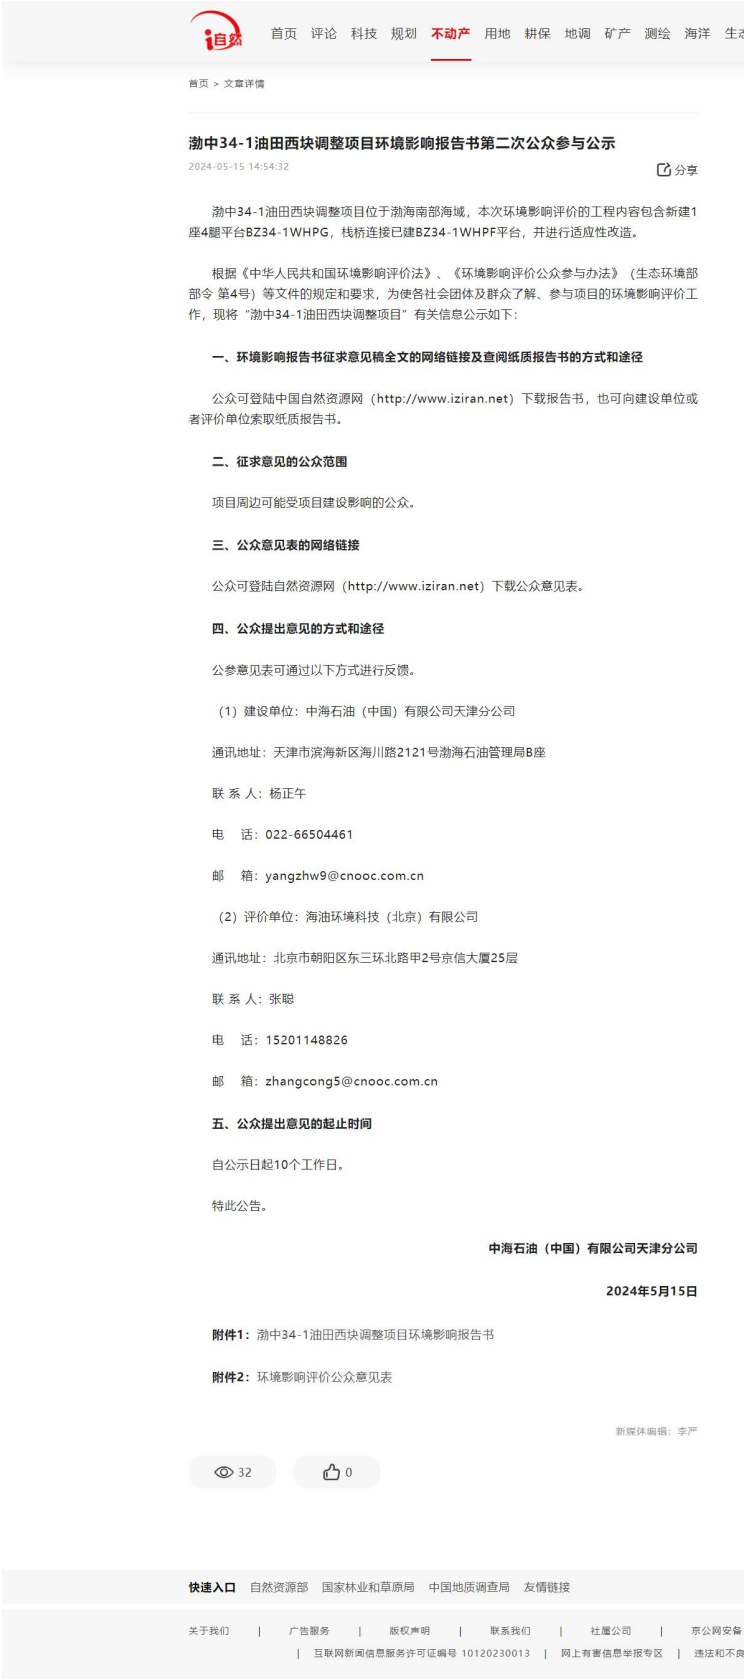 i自然
首页 评论 科技 规划 不动产 用地 耕保 地调 矿产 测绘 海洋 生态
首页 > 文章详情
渤中34-1油田西块调整项目环境影响报告书第二次公众参与公示
2024-05-15 14:54:32
分享
渤中34-1油田西块调整项目位于渤海南部海域，本次环境影响评价的工程内容包含新建1
座4腿平台BZ34-1WHPG，栈桥连接已建BZ34-1WHPF平台，并进行适应性改造。
根据《中华人民共和国环境影响评价法》、《环境影响评价公众参与办法》（生态环境部
部令 第4号）等文件的规定和要求，为使各社会团体及群众了解、参与项目的环境影响评价工
作，现将“渤中34-1油田西块调整项目”有关信息公示如下：
一、环境影响报告书征求意见稿全文的网络链接及查阅纸质报告书的方式和途径
公众可登陆中国自然资源网（http://www.iziran.net）下载报告书，也可向建设单位或
者评价单位索取纸质报告书。
二、征求意见的公众范围
项目周边可能受项目建设影响的公众。
三、公众意见表的网络链接
公众可登陆自然资源网（http://www.iziran.net）下载公众意见表。
四、公众提出意见的方式和途径
公参意见表可通过以下方式进行反馈。
（1）建设单位：中海石油（中国）有限公司天津分公司
通讯地址：天津市滨海新区海川路2121号渤海石油管理局B座
联 系 人：杨正午
电 话：022-66504461
邮 箱：yangzhw9@cnooc.com.cn
（2）评价单位：海油环境科技（北京）有限公司
通讯地址：北京市朝阳区东三环北路甲2号京信大厦25层
联 系 人：张聪
电 话：15201148826
邮 箱：zhangcong5@cnooc.com.cn
五、公众提出意见的起止时间
自公示日起10个工作日。
特此公告。
中海石油（中国）有限公司天津分公司
2024年5月15日
附件1：渤中34-1油田西块调整项目环境影响报告书
附件2：环境影响评价公众意见表
新媒体编辑：李严
32 0
快速入口 自然资源部 国家林业和草原局 中国地质调查局 友情链接
关于我们 | 广告服务 | 版权声明 | 联系我们 | 社属公司 | 京公网安备
| 互联网新闻信息服务许可证编号 10120230013 | 网上有害信息举报专区 | 违法和不良